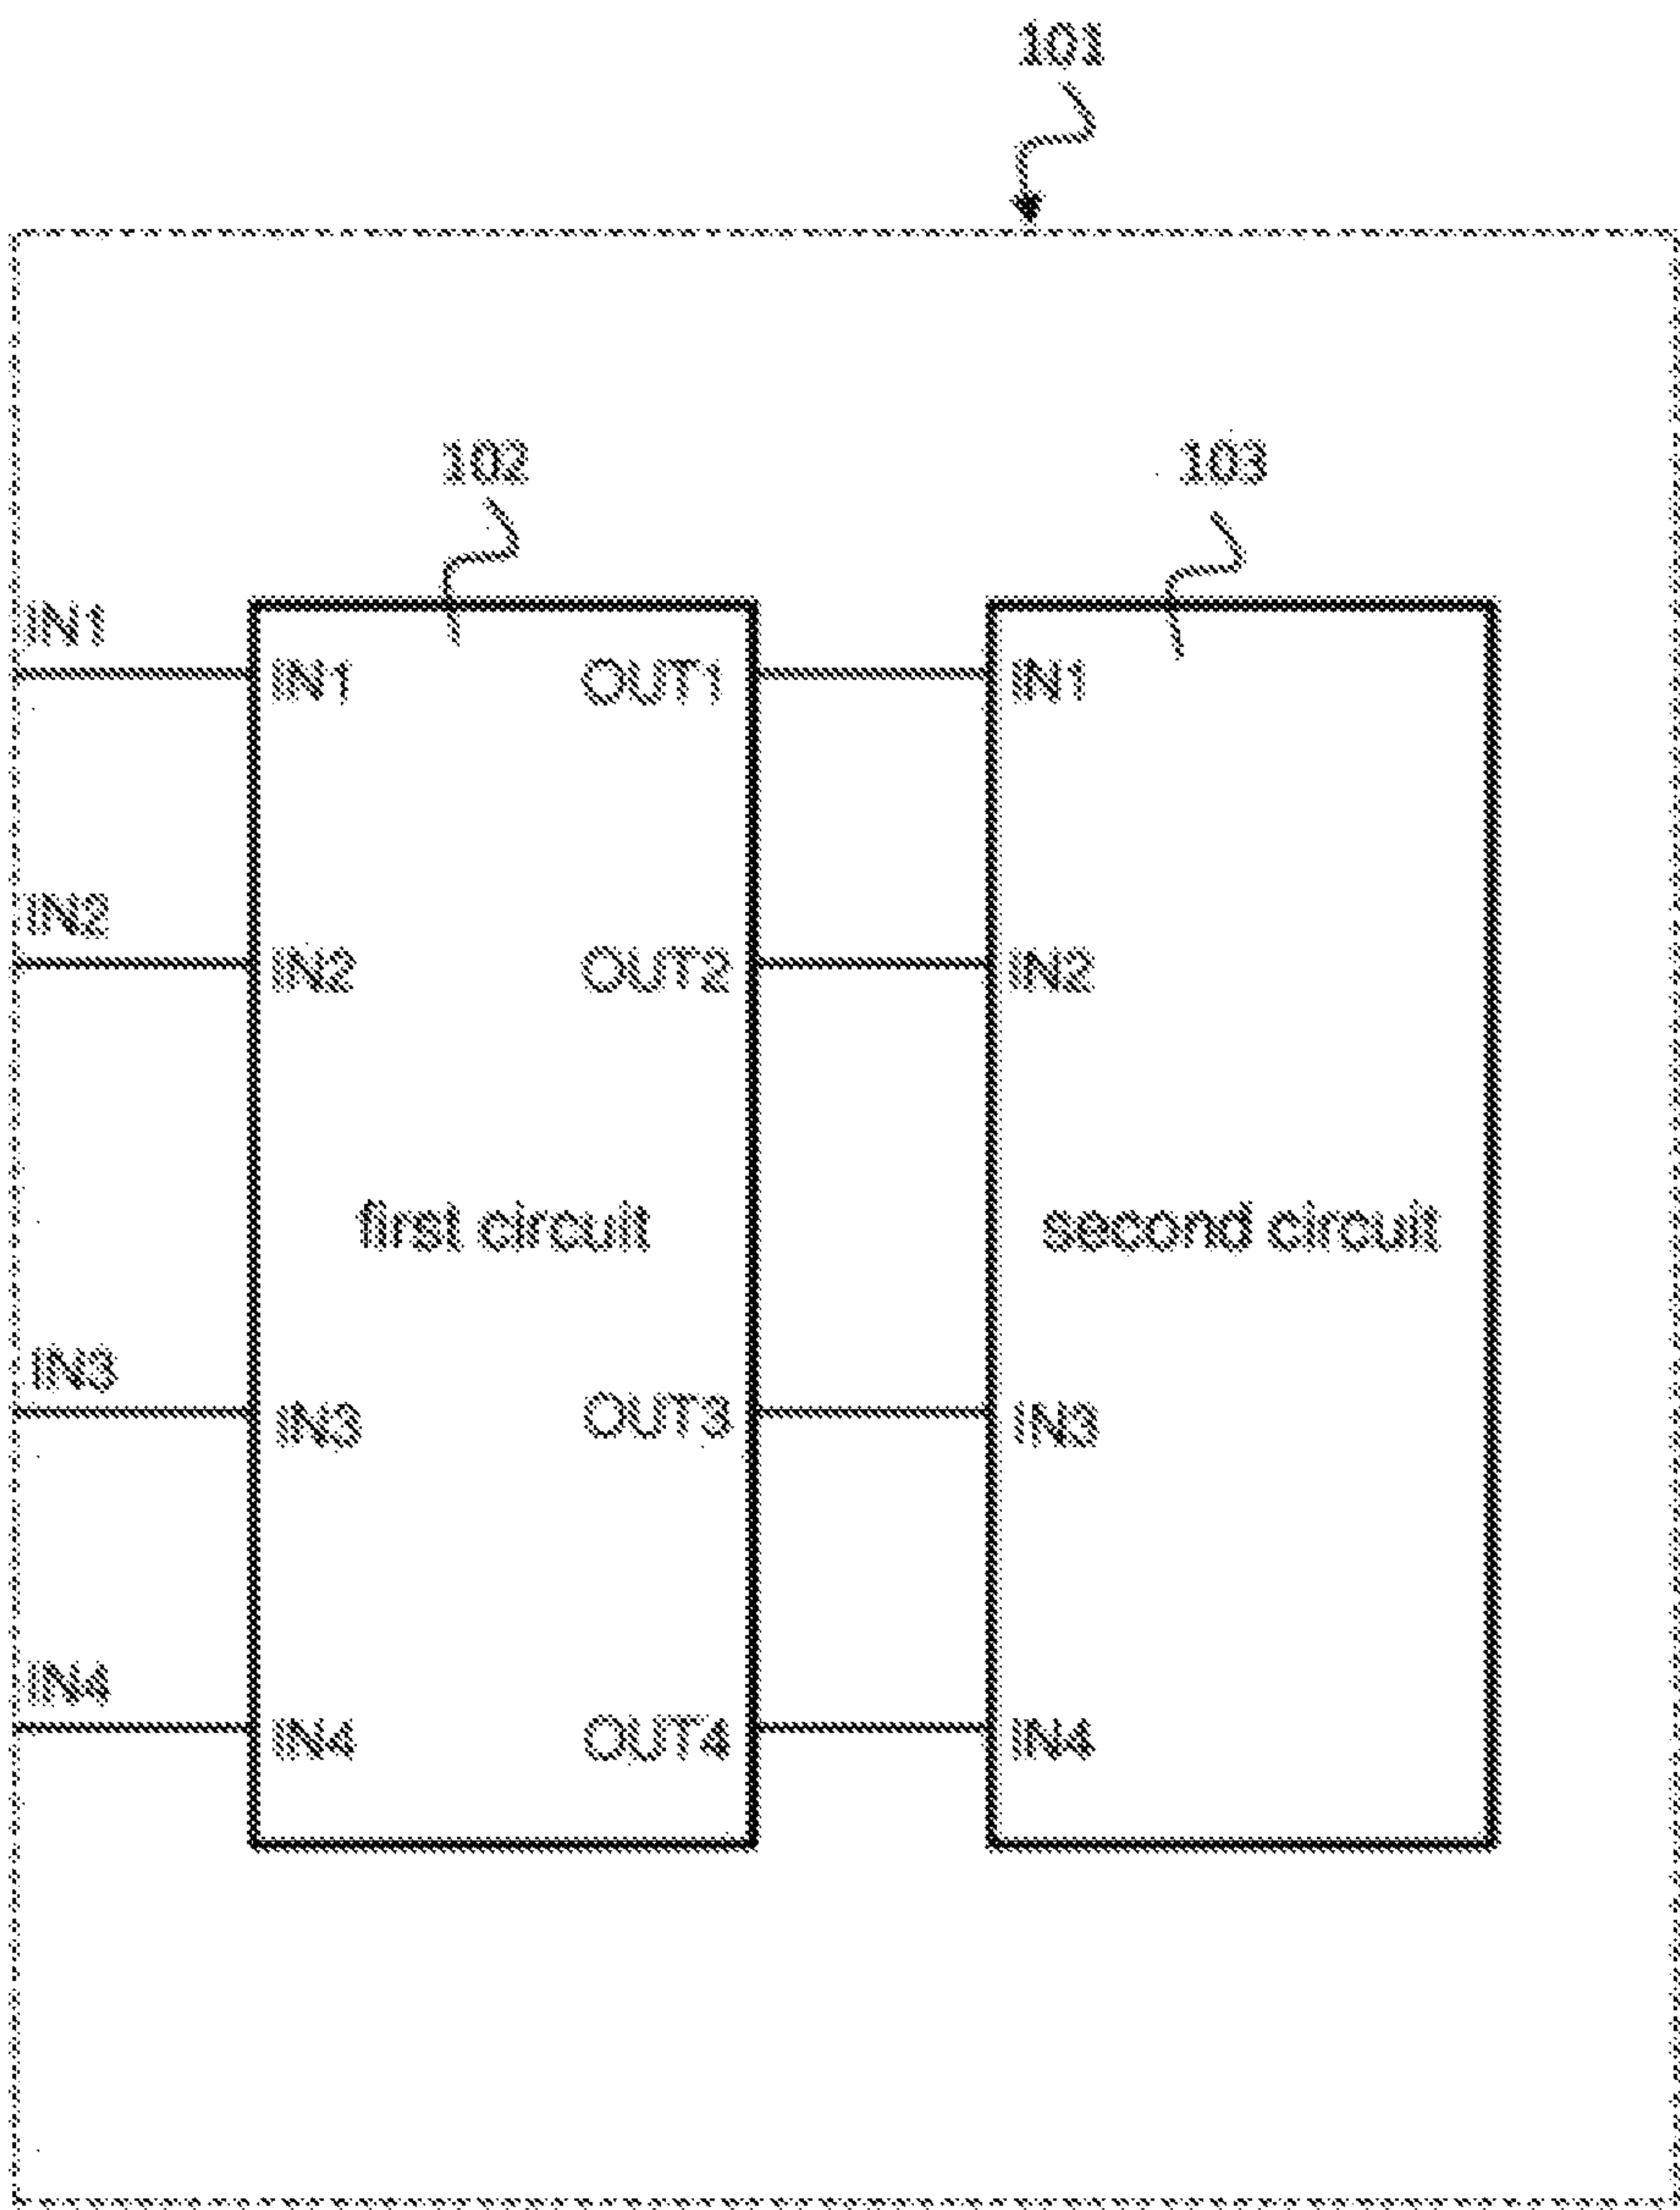 101
102
103
IN1
IN1 OUT1 IN1
IN2
IN2 OUT2 IN2
first circuit second circuit
IN3
IN3 OUT3 IN3
IN4
IN4 OUT4 IN4